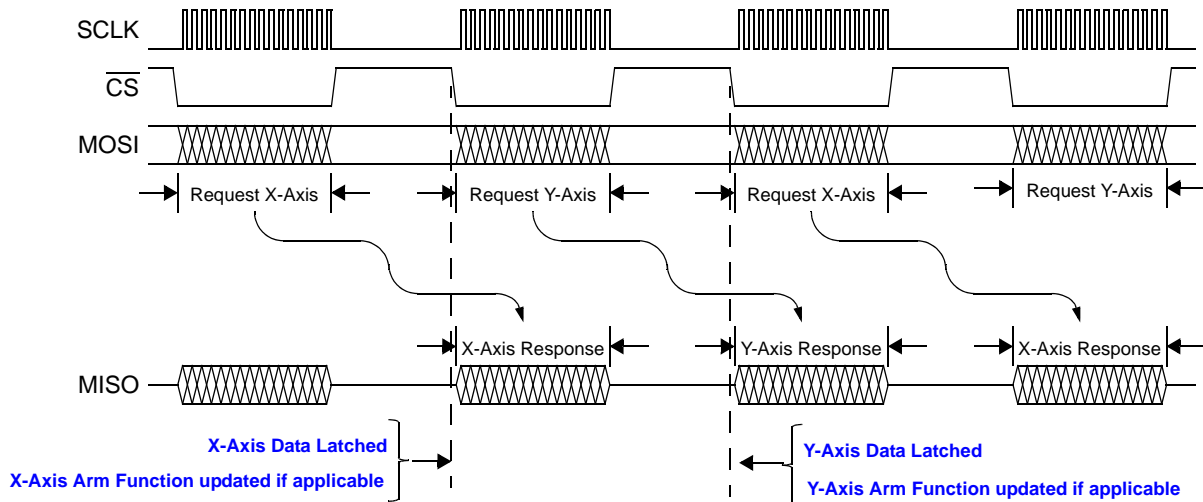 SCLK
CS
MOSI
Request X-Axis
Request Y-Axis
Request X-Axis
Request Y-Axis
X-Axis Response
Y-Axis Response
X-Axis Response
MISO
X-Axis Data Latched
X-Axis Arm Function updated if applicable
Y-Axis Data Latched
Y-Axis Arm Function updated if applicable